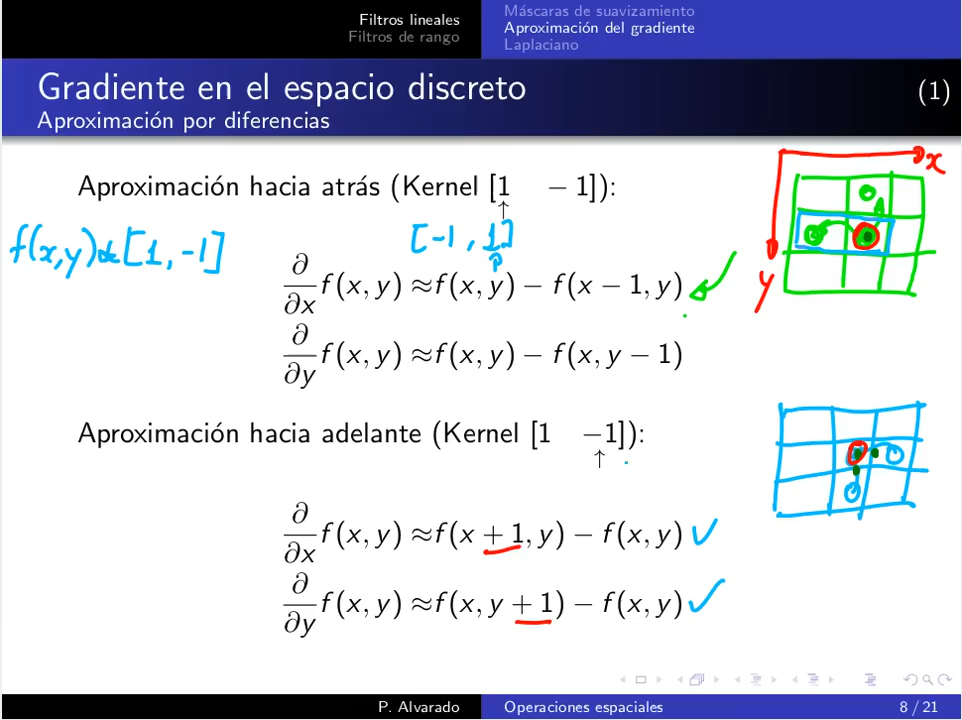 Filtros lineales
Filtros de rango
Máscaras de suavizamiento
Aproximación del gradiente
Laplaciano
Gradiente en el espacio discreto
(1)
Aproximación por diferencias
Aproximación hacia atrás (Kernel [1 −1]):
↑
f(x,y)*[1,-1]
[-1, 1]
∂/∂x f(x, y) ≈ f(x, y) − f(x − 1, y)
∂/∂y f(x, y) ≈ f(x, y) − f(x, y − 1)
x
y
Aproximación hacia adelante (Kernel [1 −1]):
↑
∂/∂x f(x, y) ≈ f(x + 1, y) − f(x, y)
∂/∂y f(x, y) ≈ f(x, y + 1) − f(x, y)
P. Alvarado
Operaciones espaciales
8 / 21